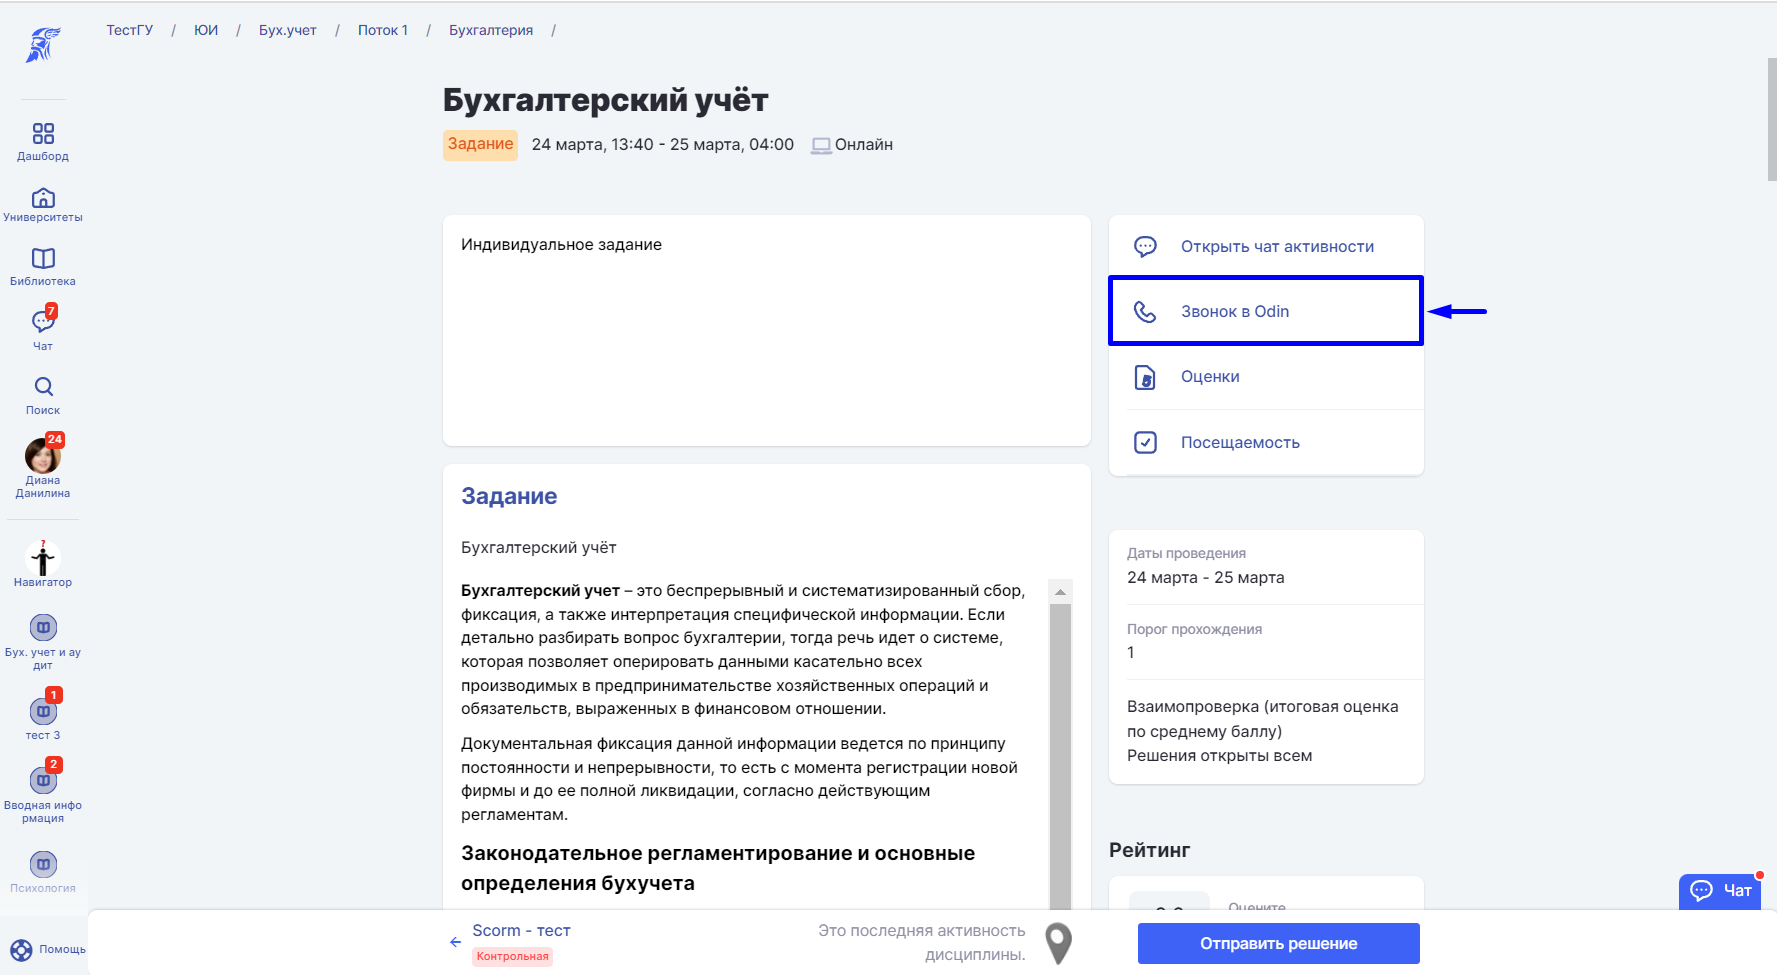 ТестГУ / ЮИ / Бух.учет / Поток 1 / Бухгалтерия /
Дашборд
Университеты
Библиотека
7
Чат
Поиск
24
Диана
Данилина
?
Навигатор
Бух. учет и ау
дит
1
тест 3
2
Вводная инфо
рмация
Психология
Помощь
Бухгалтерский учёт
Задание 24 марта, 13:40 - 25 марта, 04:00 Онлайн
Индивидуальное задание
Задание
Бухгалтерский учёт
Бухгалтерский учет – это беспрерывный и систематизированный сбор,
фиксация, а также интерпретация специфической информации. Если
детально разбирать вопрос бухгалтерии, тогда речь идет о системе,
которая позволяет оперировать данными касательно всех
производимых в предпринимательстве хозяйственных операций и
обязательств, выраженных в финансовом отношении.
Документальная фиксация данной информации ведется по принципу
постоянности и непрерывности, то есть с момента регистрации новой
фирмы и до ее полной ликвидации, согласно действующим
регламентам.
Законодательное регламентирование и основные
определения бухучета
Открыть чат активности
Звонок в Odin
Оценки
Посещаемость
Даты проведения
24 марта - 25 марта
Порог прохождения
1
Взаимопроверка (итоговая оценка
по среднему баллу)
Решения открыты всем
Рейтинг
Оцените
Чат
Scorm - тест
Контрольная
Это последняя активность
дисциплины.
Отправить решение